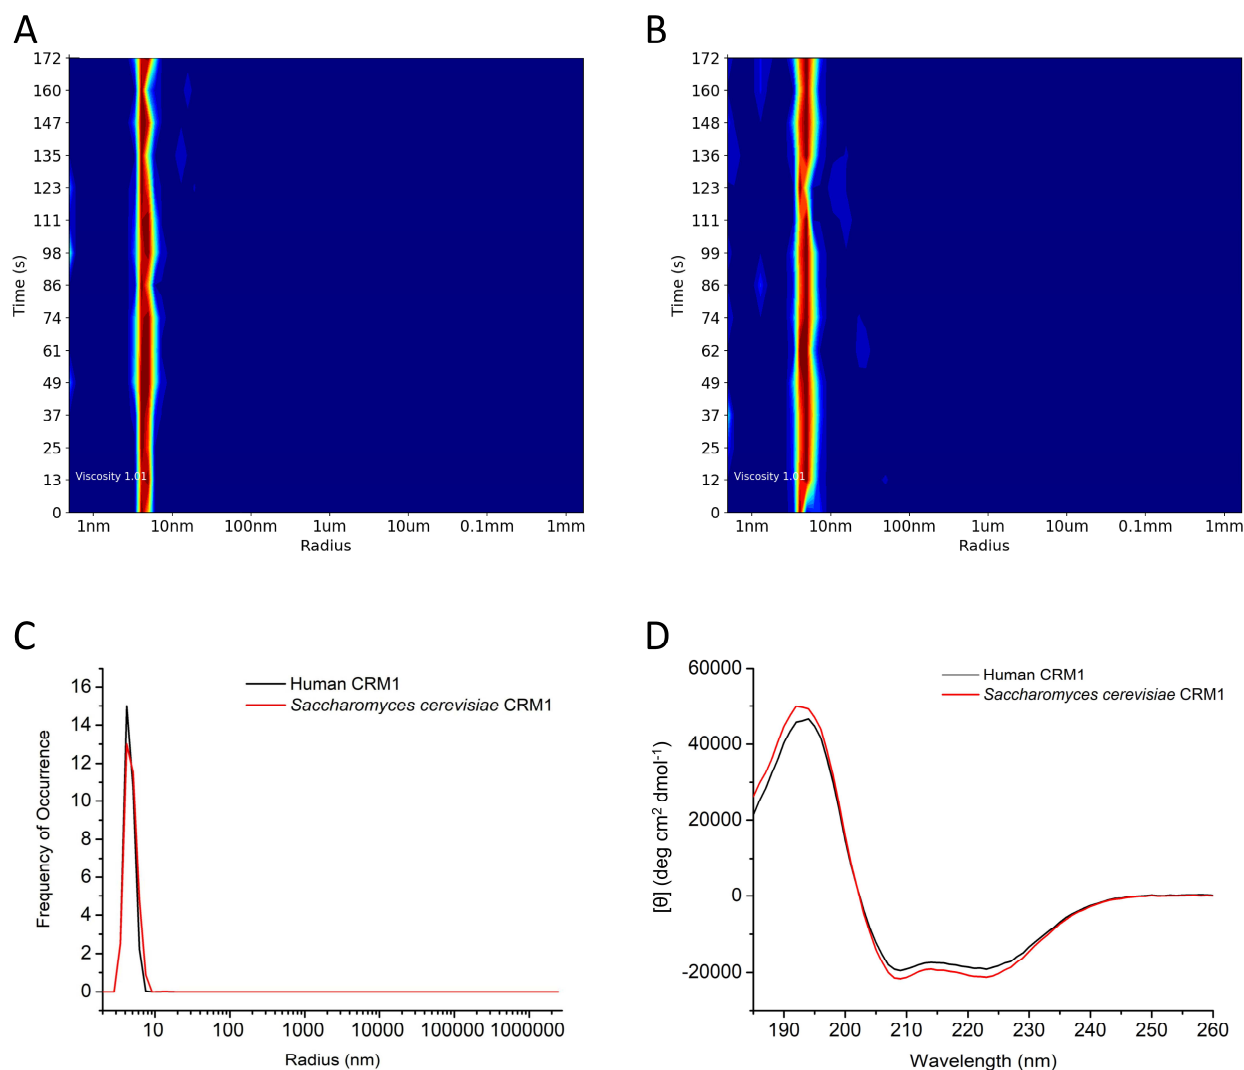 A
172
160
147
135
123
111
98
86
74
61
49
37
25
13
0
Time (s)
Viscosity 1.01
1nm 10nm 100nm 1um 10um 0.1mm 1mm
Radius
B
172
160
148
136
123
111
99
86
74
62
49
37
25
12
0
Time (s)
Viscosity 1.01
1nm 10nm 100nm 1um 10um 0.1mm 1mm
Radius
C
Human CRM1
Saccharomyces cerevisiae CRM1
16
14
12
10
8
6
4
2
0
Frequency of Occurrence
10 100 1000 10000 100000 1000000
Radius (nm)
D
Human CRM1
Saccharomyces cerevisiae CRM1
60000
40000
20000
0
-20000
[θ] (deg cm² dmol⁻¹)
190 200 210 220 230 240 250 260
Wavelength (nm)